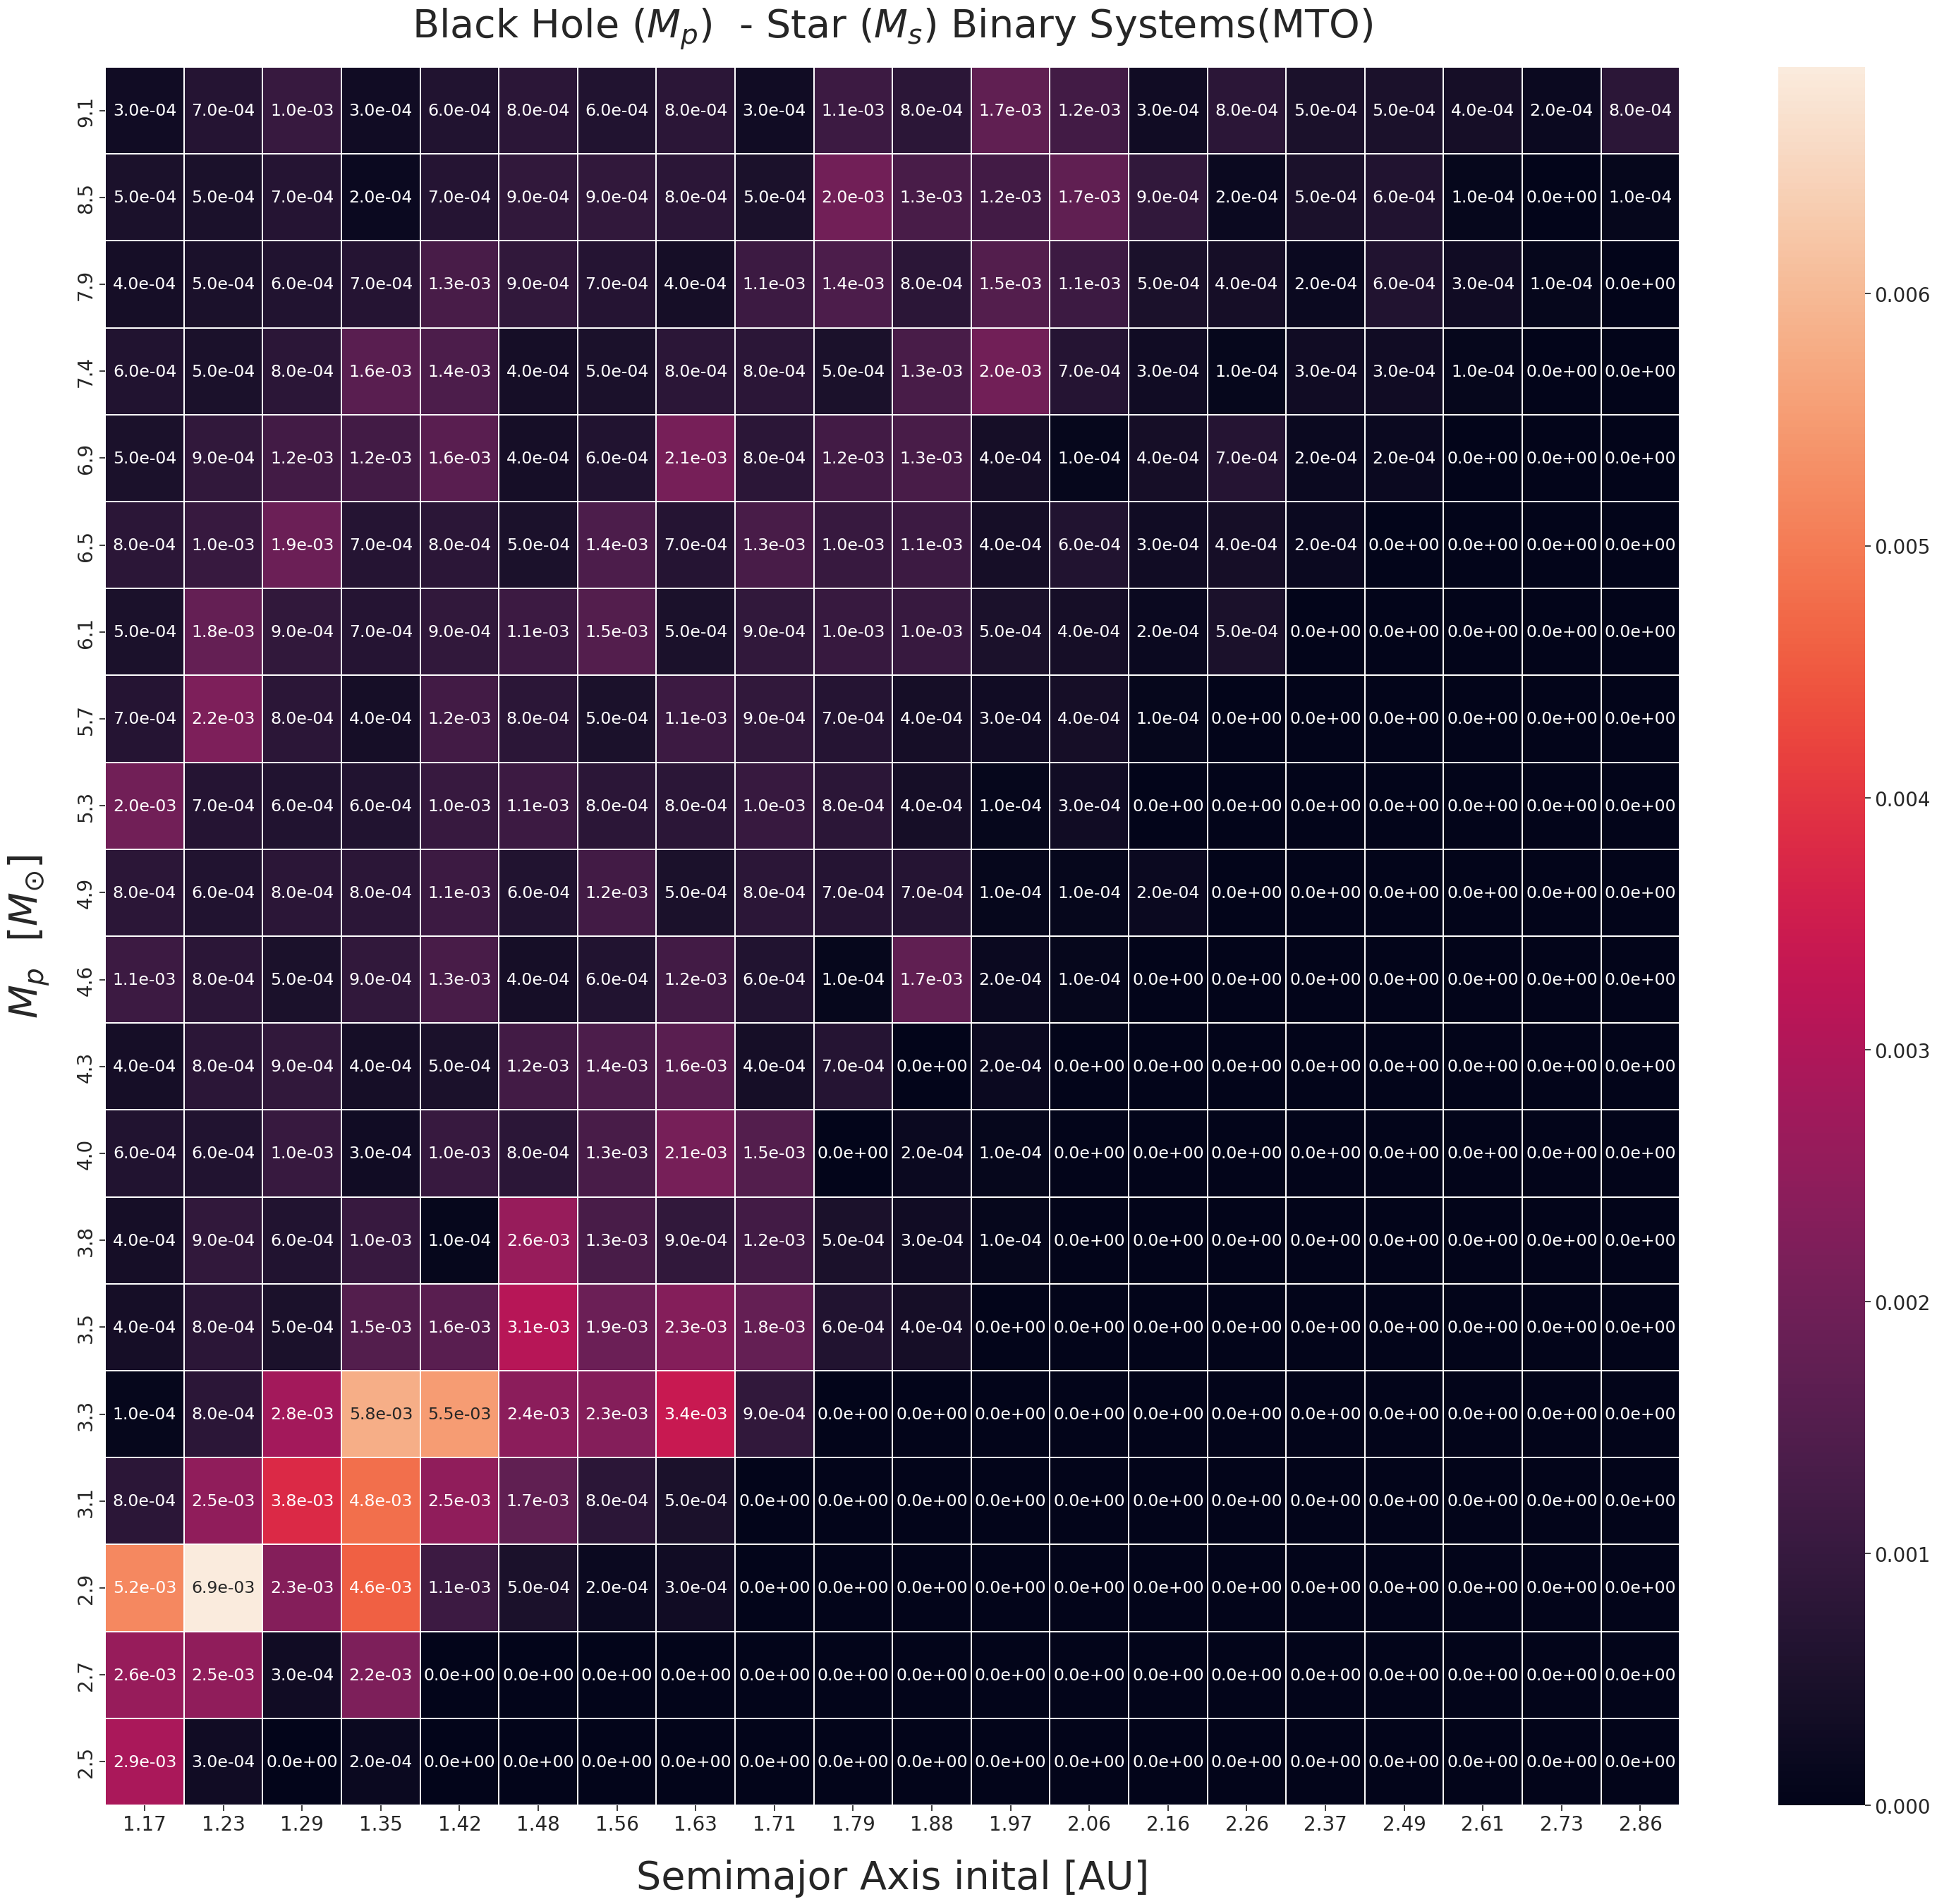 Black Hole (M_p) - Star (M_s) Binary Systems(MTO)
9.1 3.0e-04 7.0e-04 1.0e-03 3.0e-04 6.0e-04 8.0e-04 6.0e-04 8.0e-04 3.0e-04 1.1e-03 8.0e-04 1.7e-03 1.2e-03 3.0e-04 8.0e-04 5.0e-04 5.0e-04 4.0e-04 2.0e-04 8.0e-04
8.5 5.0e-04 5.0e-04 7.0e-04 2.0e-04 7.0e-04 9.0e-04 9.0e-04 8.0e-04 5.0e-04 2.0e-03 1.3e-03 1.2e-03 1.7e-03 9.0e-04 2.0e-04 5.0e-04 6.0e-04 1.0e-04 0.0e+00 1.0e-04
7.9 4.0e-04 5.0e-04 6.0e-04 7.0e-04 1.3e-03 9.0e-04 7.0e-04 4.0e-04 1.1e-03 1.4e-03 8.0e-04 1.5e-03 1.1e-03 5.0e-04 4.0e-04 2.0e-04 6.0e-04 3.0e-04 1.0e-04 0.0e+00
7.4 6.0e-04 5.0e-04 8.0e-04 1.6e-03 1.4e-03 4.0e-04 5.0e-04 8.0e-04 8.0e-04 5.0e-04 1.3e-03 2.0e-03 7.0e-04 3.0e-04 1.0e-04 3.0e-04 3.0e-04 1.0e-04 0.0e+00 0.0e+00
6.9 5.0e-04 9.0e-04 1.2e-03 1.2e-03 1.6e-03 4.0e-04 6.0e-04 2.1e-03 8.0e-04 1.2e-03 1.3e-03 4.0e-04 1.0e-04 4.0e-04 7.0e-04 2.0e-04 2.0e-04 0.0e+00 0.0e+00 0.0e+00
6.5 8.0e-04 1.0e-03 1.9e-03 7.0e-04 8.0e-04 5.0e-04 1.4e-03 7.0e-04 1.3e-03 1.0e-03 1.1e-03 4.0e-04 6.0e-04 3.0e-04 4.0e-04 2.0e-04 0.0e+00 0.0e+00 0.0e+00 0.0e+00
6.1 5.0e-04 1.8e-03 9.0e-04 7.0e-04 9.0e-04 1.1e-03 1.5e-03 5.0e-04 9.0e-04 1.0e-03 1.0e-03 5.0e-04 4.0e-04 2.0e-04 5.0e-04 0.0e+00 0.0e+00 0.0e+00 0.0e+00 0.0e+00
5.7 7.0e-04 2.2e-03 8.0e-04 4.0e-04 1.2e-03 8.0e-04 5.0e-04 1.1e-03 9.0e-04 7.0e-04 4.0e-04 3.0e-04 4.0e-04 1.0e-04 0.0e+00 0.0e+00 0.0e+00 0.0e+00 0.0e+00 0.0e+00
5.3 2.0e-03 7.0e-04 6.0e-04 6.0e-04 1.0e-03 1.1e-03 8.0e-04 8.0e-04 1.0e-03 8.0e-04 4.0e-04 1.0e-04 3.0e-04 0.0e+00 0.0e+00 0.0e+00 0.0e+00 0.0e+00 0.0e+00 0.0e+00
4.9 8.0e-04 6.0e-04 8.0e-04 8.0e-04 1.1e-03 6.0e-04 1.2e-03 5.0e-04 8.0e-04 7.0e-04 7.0e-04 1.0e-04 1.0e-04 2.0e-04 0.0e+00 0.0e+00 0.0e+00 0.0e+00 0.0e+00 0.0e+00
4.6 1.1e-03 8.0e-04 5.0e-04 9.0e-04 1.3e-03 4.0e-04 6.0e-04 1.2e-03 6.0e-04 1.0e-04 1.7e-03 2.0e-04 1.0e-04 0.0e+00 0.0e+00 0.0e+00 0.0e+00 0.0e+00 0.0e+00 0.0e+00
4.3 4.0e-04 8.0e-04 9.0e-04 4.0e-04 5.0e-04 1.2e-03 1.4e-03 1.6e-03 4.0e-04 7.0e-04 0.0e+00 2.0e-04 0.0e+00 0.0e+00 0.0e+00 0.0e+00 0.0e+00 0.0e+00 0.0e+00 0.0e+00
4.0 6.0e-04 6.0e-04 1.0e-03 3.0e-04 1.0e-03 8.0e-04 1.3e-03 2.1e-03 1.5e-03 0.0e+00 2.0e-04 1.0e-04 0.0e+00 0.0e+00 0.0e+00 0.0e+00 0.0e+00 0.0e+00 0.0e+00 0.0e+00
3.8 4.0e-04 9.0e-04 6.0e-04 1.0e-03 1.0e-04 2.6e-03 1.3e-03 9.0e-04 1.2e-03 5.0e-04 3.0e-04 1.0e-04 0.0e+00 0.0e+00 0.0e+00 0.0e+00 0.0e+00 0.0e+00 0.0e+00 0.0e+00
3.5 4.0e-04 8.0e-04 5.0e-04 1.5e-03 1.6e-03 3.1e-03 1.9e-03 2.3e-03 1.8e-03 6.0e-04 4.0e-04 0.0e+00 0.0e+00 0.0e+00 0.0e+00 0.0e+00 0.0e+00 0.0e+00 0.0e+00 0.0e+00
3.3 1.0e-04 8.0e-04 2.8e-03 5.8e-03 5.5e-03 2.4e-03 2.3e-03 3.4e-03 9.0e-04 0.0e+00 0.0e+00 0.0e+00 0.0e+00 0.0e+00 0.0e+00 0.0e+00 0.0e+00 0.0e+00 0.0e+00 0.0e+00
3.1 8.0e-04 2.5e-03 3.8e-03 4.8e-03 2.5e-03 1.7e-03 8.0e-04 5.0e-04 0.0e+00 0.0e+00 0.0e+00 0.0e+00 0.0e+00 0.0e+00 0.0e+00 0.0e+00 0.0e+00 0.0e+00 0.0e+00 0.0e+00
2.9 5.2e-03 6.9e-03 2.3e-03 4.6e-03 1.1e-03 5.0e-04 2.0e-04 3.0e-04 0.0e+00 0.0e+00 0.0e+00 0.0e+00 0.0e+00 0.0e+00 0.0e+00 0.0e+00 0.0e+00 0.0e+00 0.0e+00 0.0e+00
2.7 2.6e-03 2.5e-03 3.0e-04 2.2e-03 0.0e+00 0.0e+00 0.0e+00 0.0e+00 0.0e+00 0.0e+00 0.0e+00 0.0e+00 0.0e+00 0.0e+00 0.0e+00 0.0e+00 0.0e+00 0.0e+00 0.0e+00 0.0e+00
2.5 2.9e-03 3.0e-04 0.0e+00 2.0e-04 0.0e+00 0.0e+00 0.0e+00 0.0e+00 0.0e+00 0.0e+00 0.0e+00 0.0e+00 0.0e+00 0.0e+00 0.0e+00 0.0e+00 0.0e+00 0.0e+00 0.0e+00 0.0e+00
1.17 1.23 1.29 1.35 1.42 1.48 1.56 1.63 1.71 1.79 1.88 1.97 2.06 2.16 2.26 2.37 2.49 2.61 2.73 2.86
Semimajor Axis inital [AU]
M_p [M_⊙]
0.006
0.005
0.004
0.003
0.002
0.001
0.000